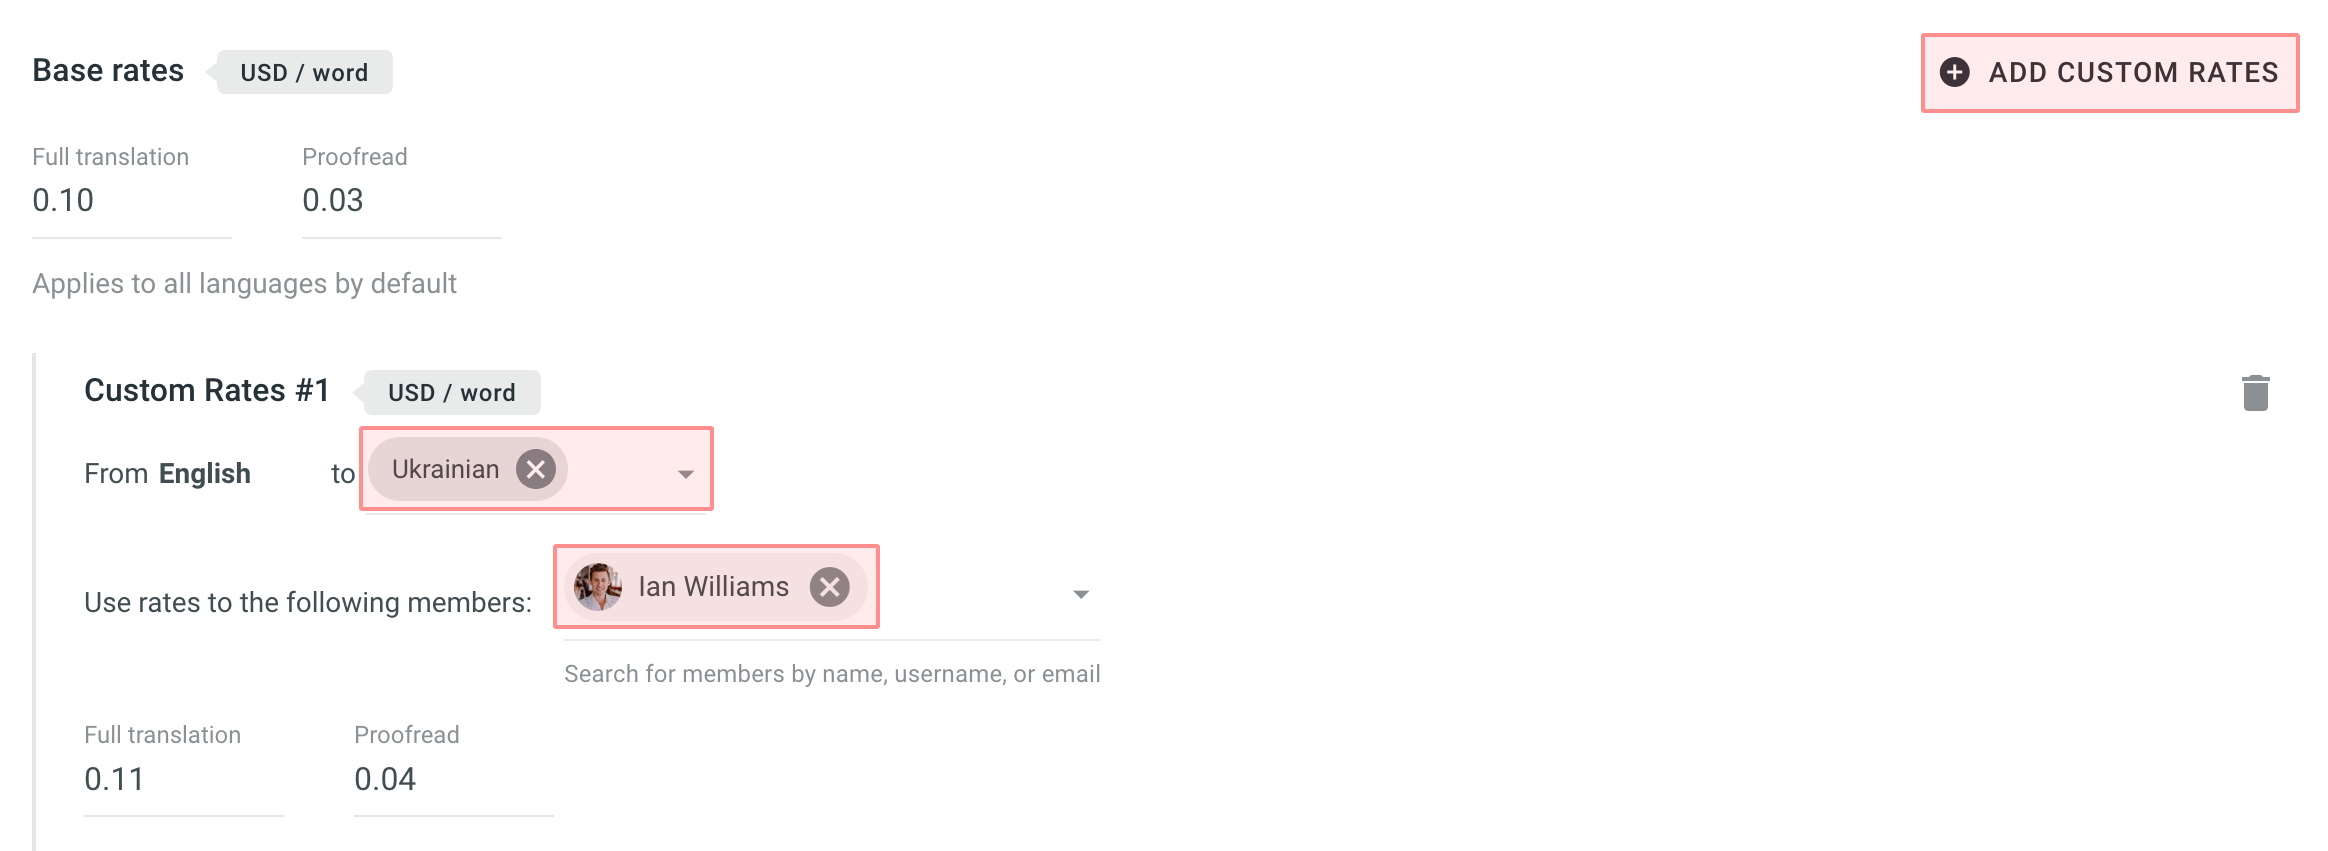 Base rates USD / word
ADD CUSTOM RATES
Full translation Proofread
0.10 0.03
Applies to all languages by default
Custom Rates #1 USD / word
From English to Ukrainian
Use rates to the following members: Ian Williams
Search for members by name, username, or email
Full translation Proofread
0.11 0.04